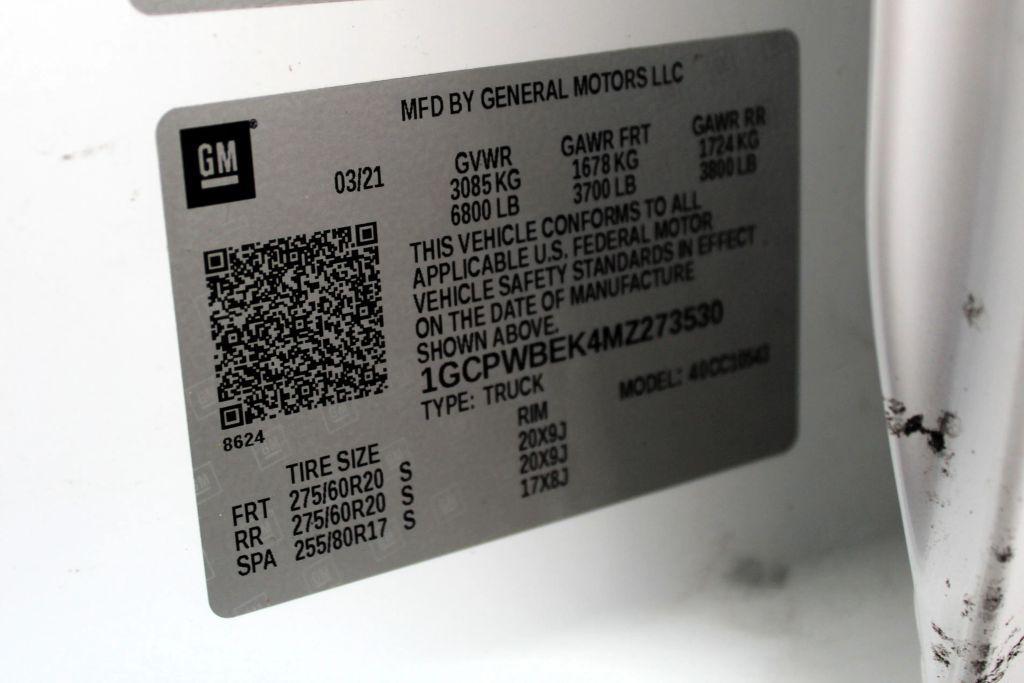 MFD BY GENERAL MOTORS LLC
GM
03/21
GVWR GAWR FRT GAWR RR
3085 KG 1678 KG 1724 KG
6800 LB 3700 LB 3800 LB
THIS VEHICLE CONFORMS TO ALL
APPLICABLE U.S. FEDERAL MOTOR
VEHICLE SAFETY STANDARDS IN EFFECT
ON THE DATE OF MANUFACTURE
SHOWN ABOVE.
1GCPWBEK4MZ273530
TYPE: TRUCK MODEL:
8624
TIRE SIZE RIM
FRT 275/60R20 S 20X9J
RR 275/60R20 S 20X9J
SPA 255/80R17 S 17X8J